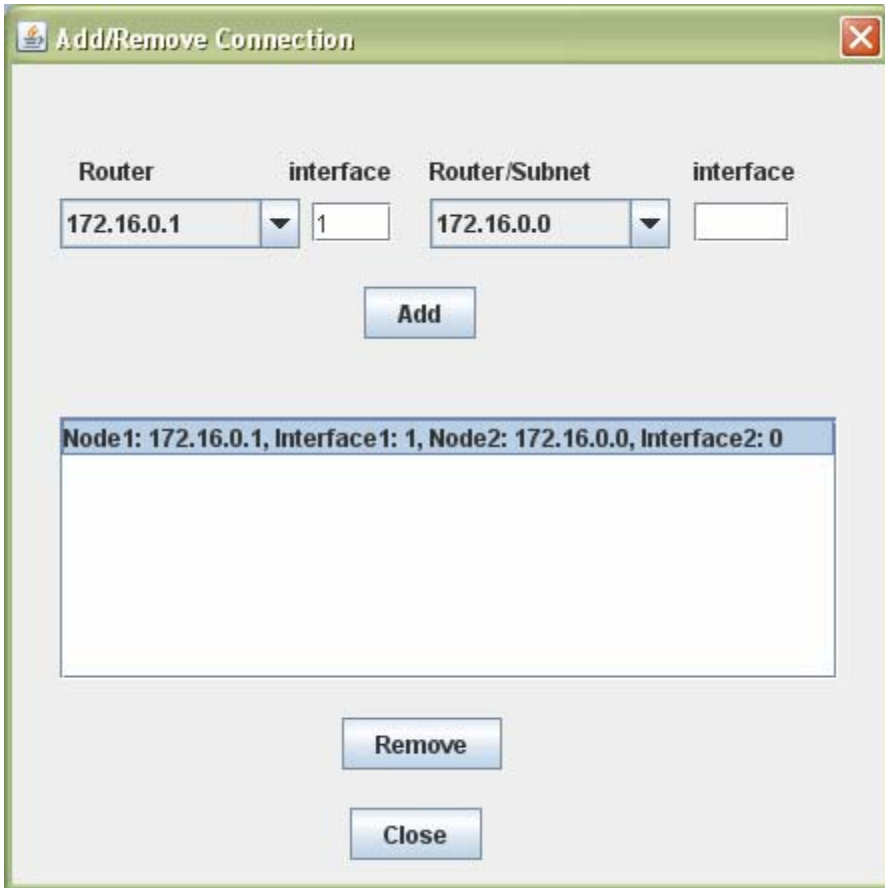 Add/Remove Connection
Router interface Router/Subnet interface
172.16.0.1 1 172.16.0.0
Add
Node1: 172.16.0.1, Interface1: 1, Node2: 172.16.0.0, Interface2: 0
Remove
Close